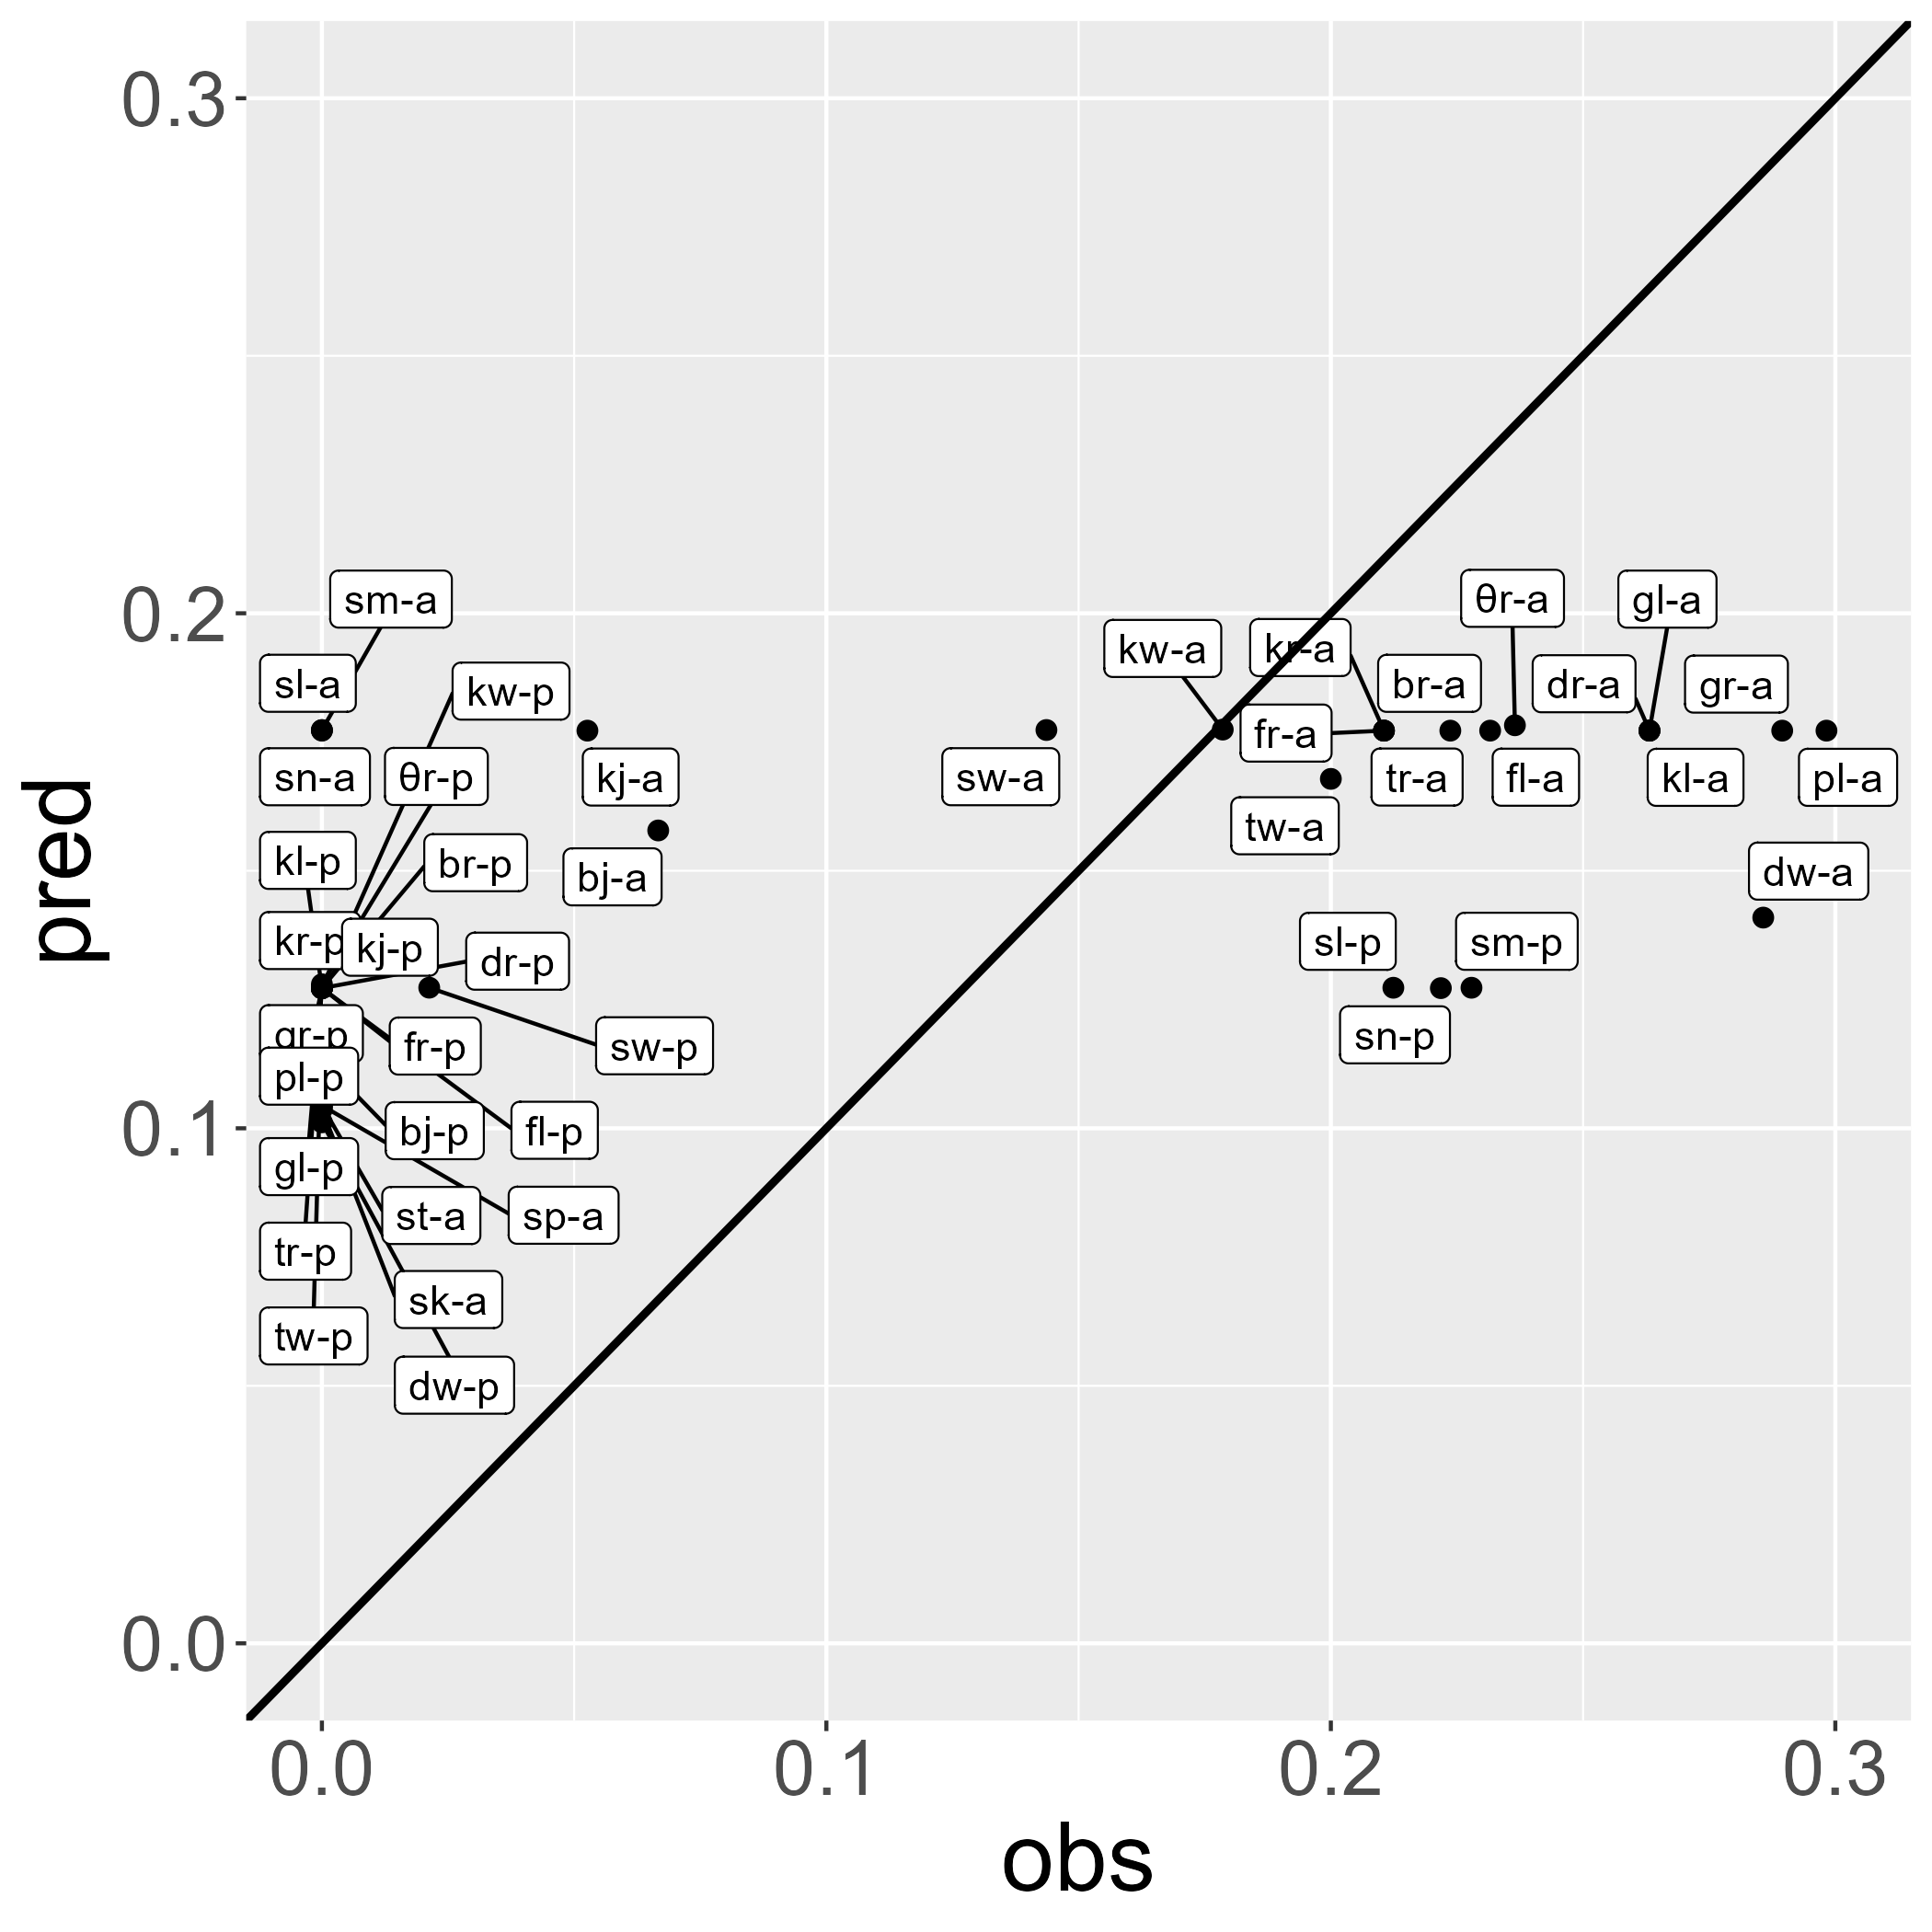 0.3
0.2
0.1
0.0
pred
sm-a
sl-a
kw-p
sn-a
θr-p
kj-a
kl-p
br-p
bj-a
kr-p
kj-p
dr-p
gr-p
fr-p
sw-p
pl-p
bj-p
fl-p
gl-p
st-a
sp-a
tr-p
sk-a
tw-p
dw-p
sw-a
kw-a
kr-a
fr-a
br-a
θr-a
dr-a
gl-a
gr-a
tr-a
fl-a
kl-a
pl-a
tw-a
dw-a
sl-p
sm-p
sn-p
0.0 0.1 0.2 0.3
obs